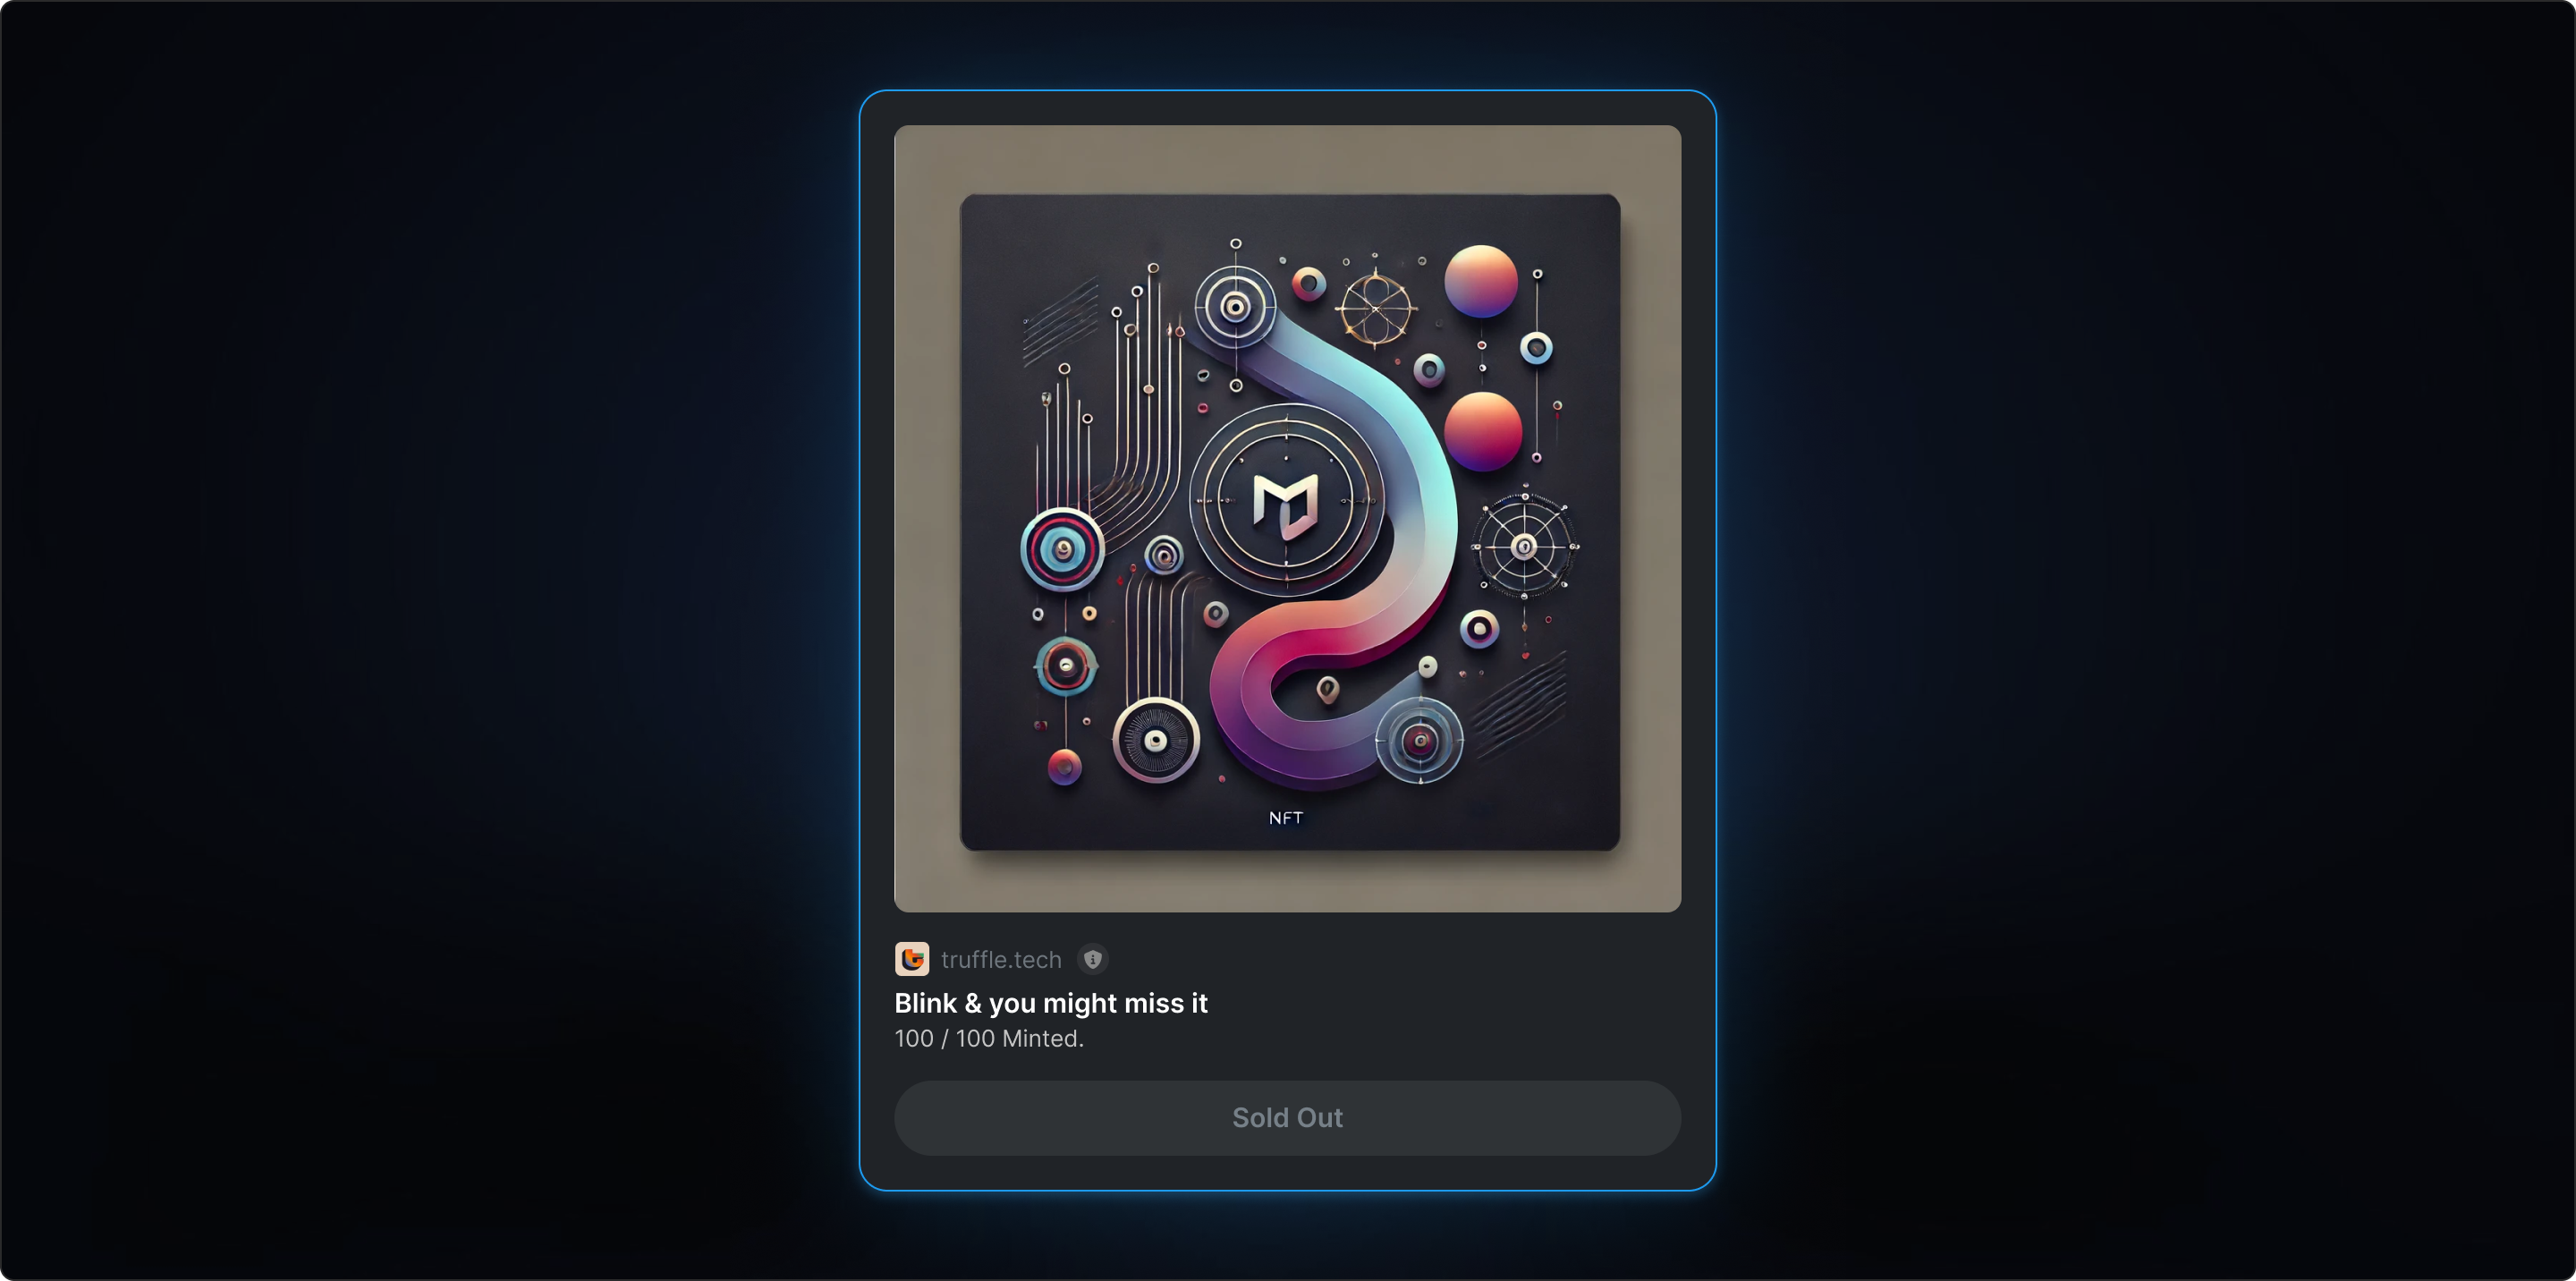 NFT
truffle.tech
Blink & you might miss it
100 / 100 Minted.
Sold Out